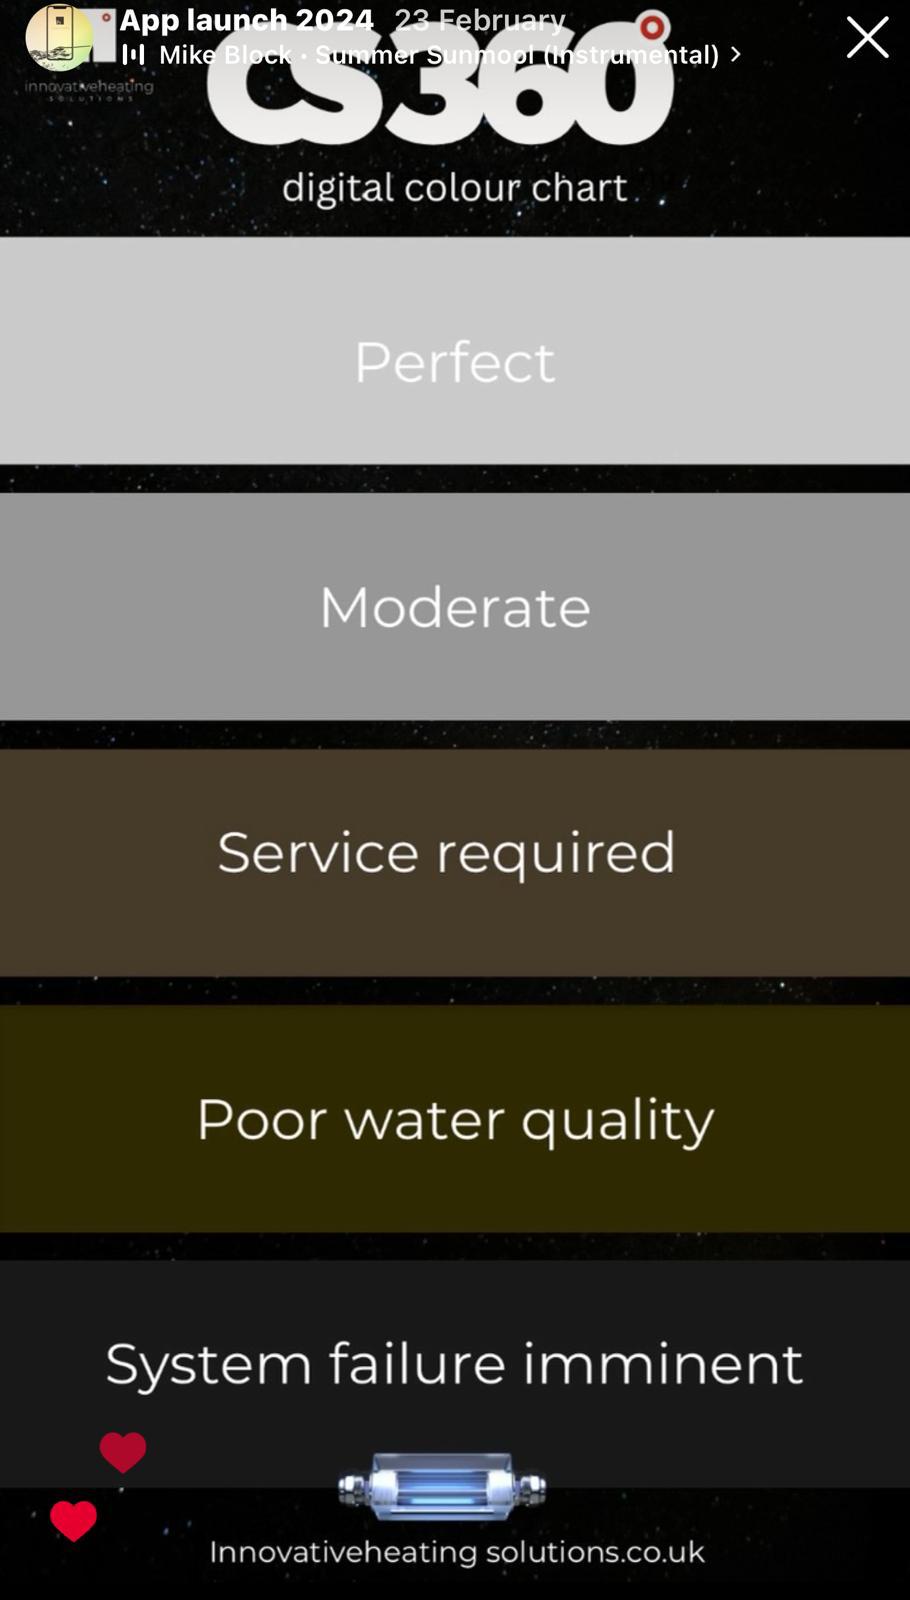 App launch 2024 23 February
Mike Block · Summer Sunmool (Instrumental) >
innovativeheating
SOLUTIONS
CS360°
digital colour chart
Perfect
Moderate
Service required
Poor water quality
System failure imminent
Innovativeheating solutions.co.uk